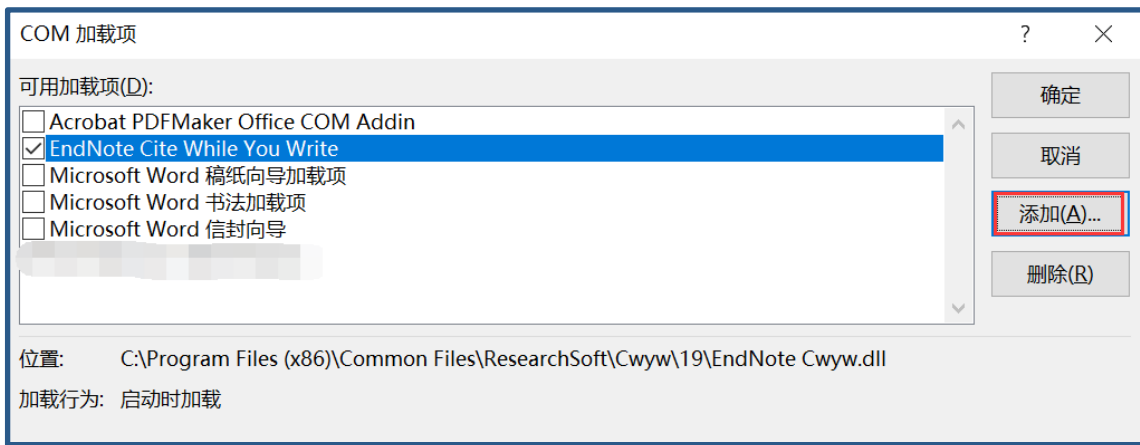 COM 加载项
?
可用加载项(D):
确定
Acrobat PDFMaker Office COM Addin
EndNote Cite While You Write
取消
Microsoft Word 稿纸向导加载项
Microsoft Word 书法加载项
添加(A)...
Microsoft Word 信封向导
删除(R)
位置: C:\Program Files (x86)\Common Files\ResearchSoft\Cwyw\19\EndNote Cwyw.dll
加载行为: 启动时加载